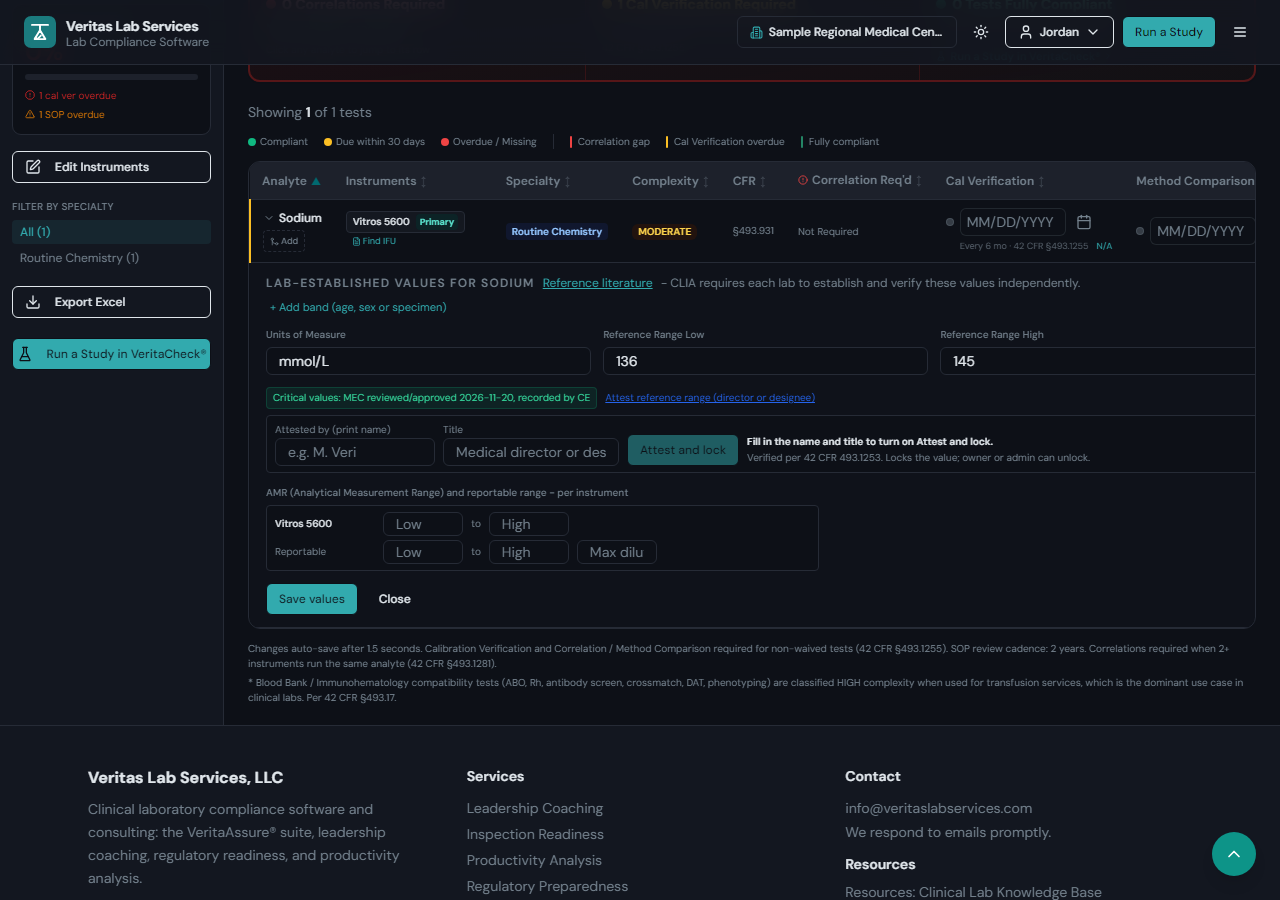 Veritas Lab Services
Lab Compliance Software
Sample Regional Medical Cen...
Jordan
Run a Study
1 cal ver overdue
1 SOP overdue
Edit Instruments
FILTER BY SPECIALTY
All (1)
Routine Chemistry (1)
Export Excel
Run a Study in VeritaCheck®
Showing 1 of 1 tests
Compliant
Due within 30 days
Overdue / Missing
Correlation gap
Cal Verification overdue
Fully compliant
Analyte
Instruments
Specialty
Complexity
CFR
Correlation Req'd
Cal Verification
Method Comparison
Sodium
Add
Vitros 5600 Primary
Find IFU
Routine Chemistry
MODERATE
§493.931
Not Required
MM/DD/YYYY
Every 6 mo · 42 CFR §493.1255 N/A
MM/DD/YYYY
LAB-ESTABLISHED VALUES FOR SODIUM Reference literature – CLIA requires each lab to establish and verify these values independently.
+ Add band (age, sex or specimen)
Units of Measure
Reference Range Low
Reference Range High
mmol/L
136
145
Critical values: MEC reviewed/approved 2026-11-20, recorded by CE
Attest reference range (director or designee)
Attested by (print name)
Title
e.g. M. Veri
Medical director or des
Attest and lock
Fill in the name and title to turn on Attest and lock.
Verified per 42 CFR 493.1253. Locks the value; owner or admin can unlock.
AMR (Analytical Measurement Range) and reportable range – per instrument
Vitros 5600
Low
to
High
Reportable
Low
to
High
Max dilu
Save values
Close
Changes auto-save after 1.5 seconds. Calibration Verification and Correlation / Method Comparison required for non-waived tests (42 CFR §493.1255). SOP review cadence: 2 years. Correlations required when 2+
instruments run the same analyte (42 CFR §493.1281).
* Blood Bank / Immunohematology compatibility tests (ABO, Rh, antibody screen, crossmatch, DAT, phenotyping) are classified HIGH complexity when used for transfusion services, which is the dominant use case in
clinical labs. Per 42 CFR §493.17.
Veritas Lab Services, LLC
Clinical laboratory compliance software and
consulting: the VeritaAssure® suite, leadership
coaching, regulatory readiness, and productivity
analysis.
Services
Leadership Coaching
Inspection Readiness
Productivity Analysis
Regulatory Preparedness
Contact
info@veritaslabservices.com
We respond to emails promptly.
Resources
Resources: Clinical Lab Knowledge Base